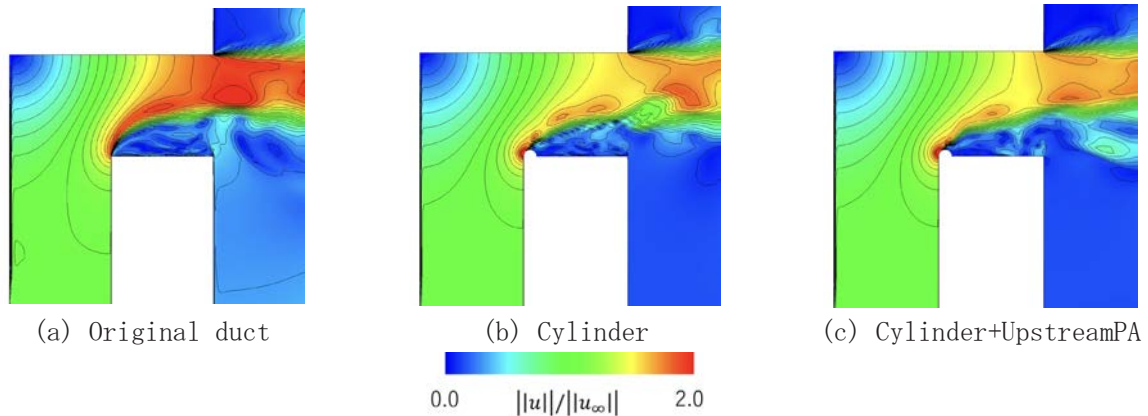 (a) Original duct
(b) Cylinder
(c) Cylinder+UpstreamPA
0.0 ||u||/||u∞|| 2.0